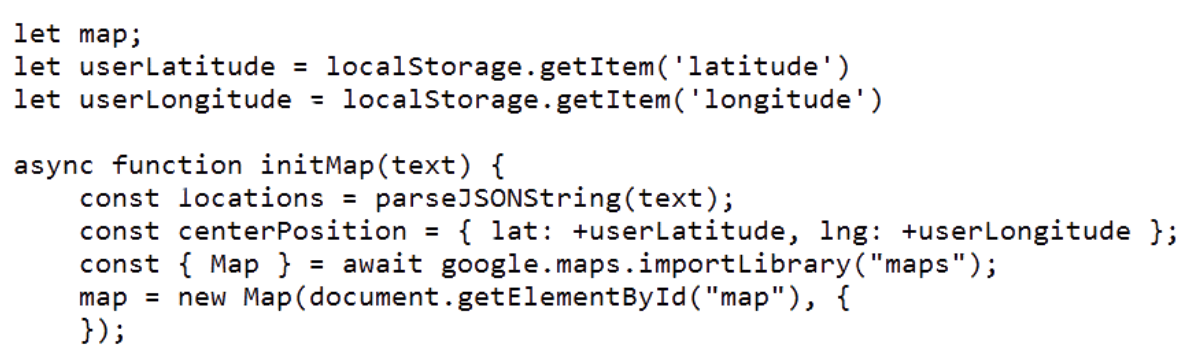 let map;
let userLatitude = localStorage.getItem('latitude')
let userLongitude = localStorage.getItem('longitude')

async function initMap(text) {
    const locations = parseJSONString(text);
    const centerPosition = { lat: +userLatitude, lng: +userLongitude };
    const { Map } = await google.maps.importLibrary("maps");
    map = new Map(document.getElementById("map"), {
    });